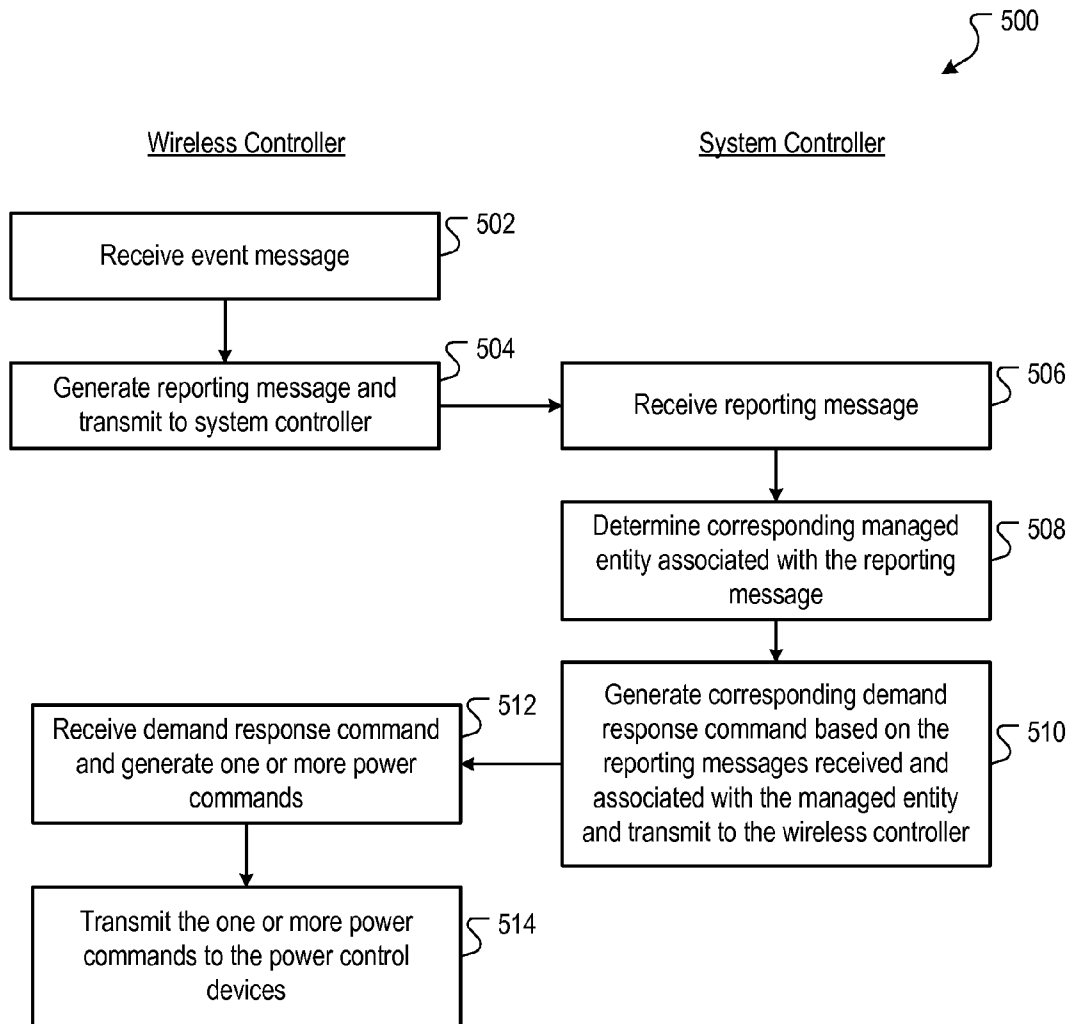 500
Wireless Controller
System Controller
502
Receive event message
504
Generate reporting message and
transmit to system controller
506
Receive reporting message
508
Determine corresponding managed
entity associated with the reporting
message
510
Generate corresponding demand
response command based on the
reporting messages received and
associated with the managed entity
and transmit to the wireless controller
512
Receive demand response command
and generate one or more power
commands
514
Transmit the one or more power
commands to the power control
devices